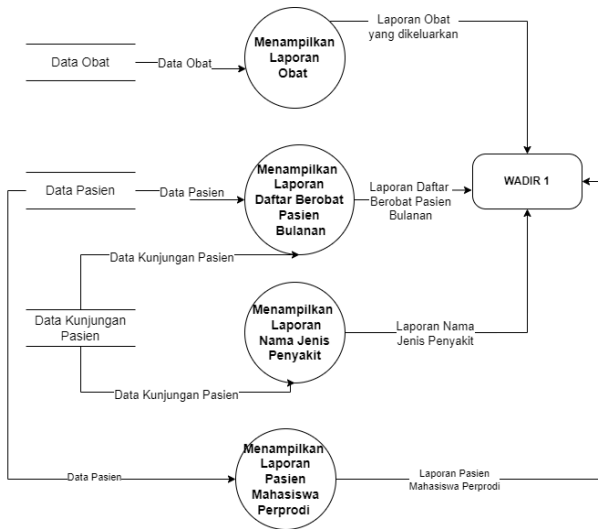 Laporan Obat
yang dikeluarkan
Menampilkan
Laporan
Obat
Data Obat
Data Obat
Menampilkan
Laporan
Daftar Berobat
Pasien
Bulanan
Data Pasien
Data Pasien
Laporan Daftar
Berobat Pasien
Bulanan
WADIR 1
Data Kunjungan Pasien
Data Kunjungan
Pasien
Menampilkan
Laporan
Nama Jenis
Penyakit
Laporan Nama
Jenis Penyakit
Data Kunjungan Pasien
Menampilkan
Laporan
Pasien
Mahasiswa
Perprodi
Data Pasien
Laporan Pasien
Mahasiswa Perprodi